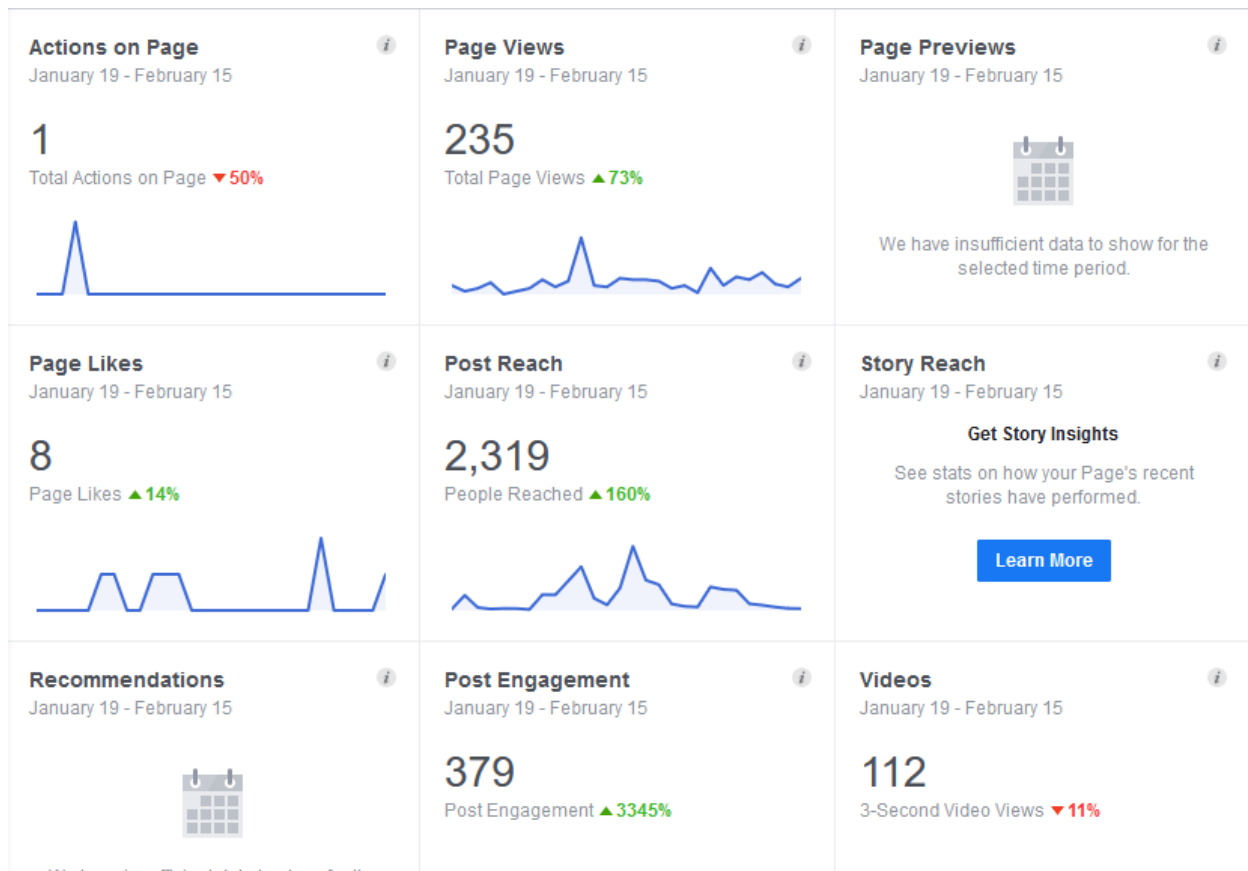 Actions on Page
January 19 - February 15
1
Total Actions on Page ▼50%
Page Views
January 19 - February 15
235
Total Page Views ▲73%
Page Previews
January 19 - February 15
We have insufficient data to show for the
selected time period.
Page Likes
January 19 - February 15
8
Page Likes ▲14%
Post Reach
January 19 - February 15
2,319
People Reached ▲160%
Story Reach
January 19 - February 15
Get Story Insights
See stats on how your Page's recent
stories have performed.
Learn More
Recommendations
January 19 - February 15
Post Engagement
January 19 - February 15
379
Post Engagement ▲3345%
Videos
January 19 - February 15
112
3-Second Video Views ▼11%